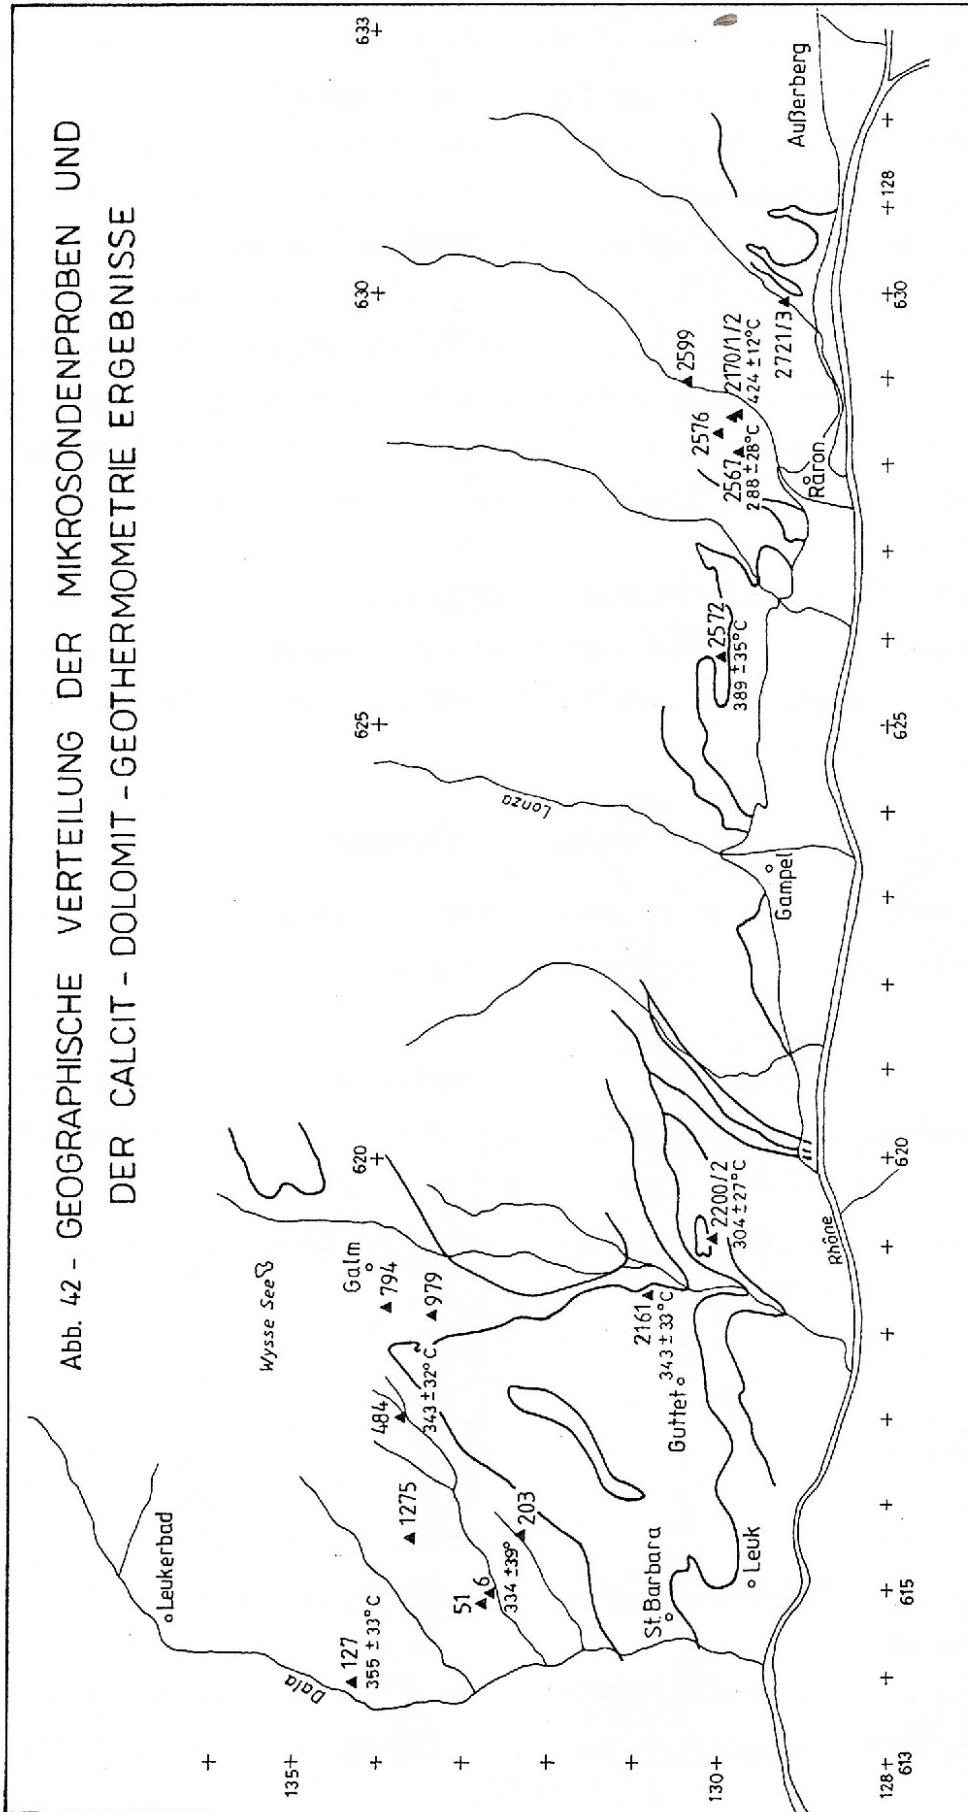 Abb. 42 - GEOGRAPHISCHE VERTEILUNG DER MIKROSONDENPROBEN UND
DER CALCIT - DOLOMIT - GEOTHERMOMETRIE ERGEBNISSE
Leukerbad
Dala
127
355 ± 33°C
1275
51
6
334 ± 39°
203
484
343 ± 32°C
Wysse See
Galm
794
979
St. Barbara
Leuk
Guttet
2161
343 ± 33°C
2200/2
304 ± 27°C
Rhône
Gampel
Lonza
2572
389 ± 35°C
2567
288 ± 28°C
2576
2599
2170/1/2
424 ± 12°C
2721/3
Raron
Außerberg
135
130
128
613
615
620
620
625
625
630
630
633
128